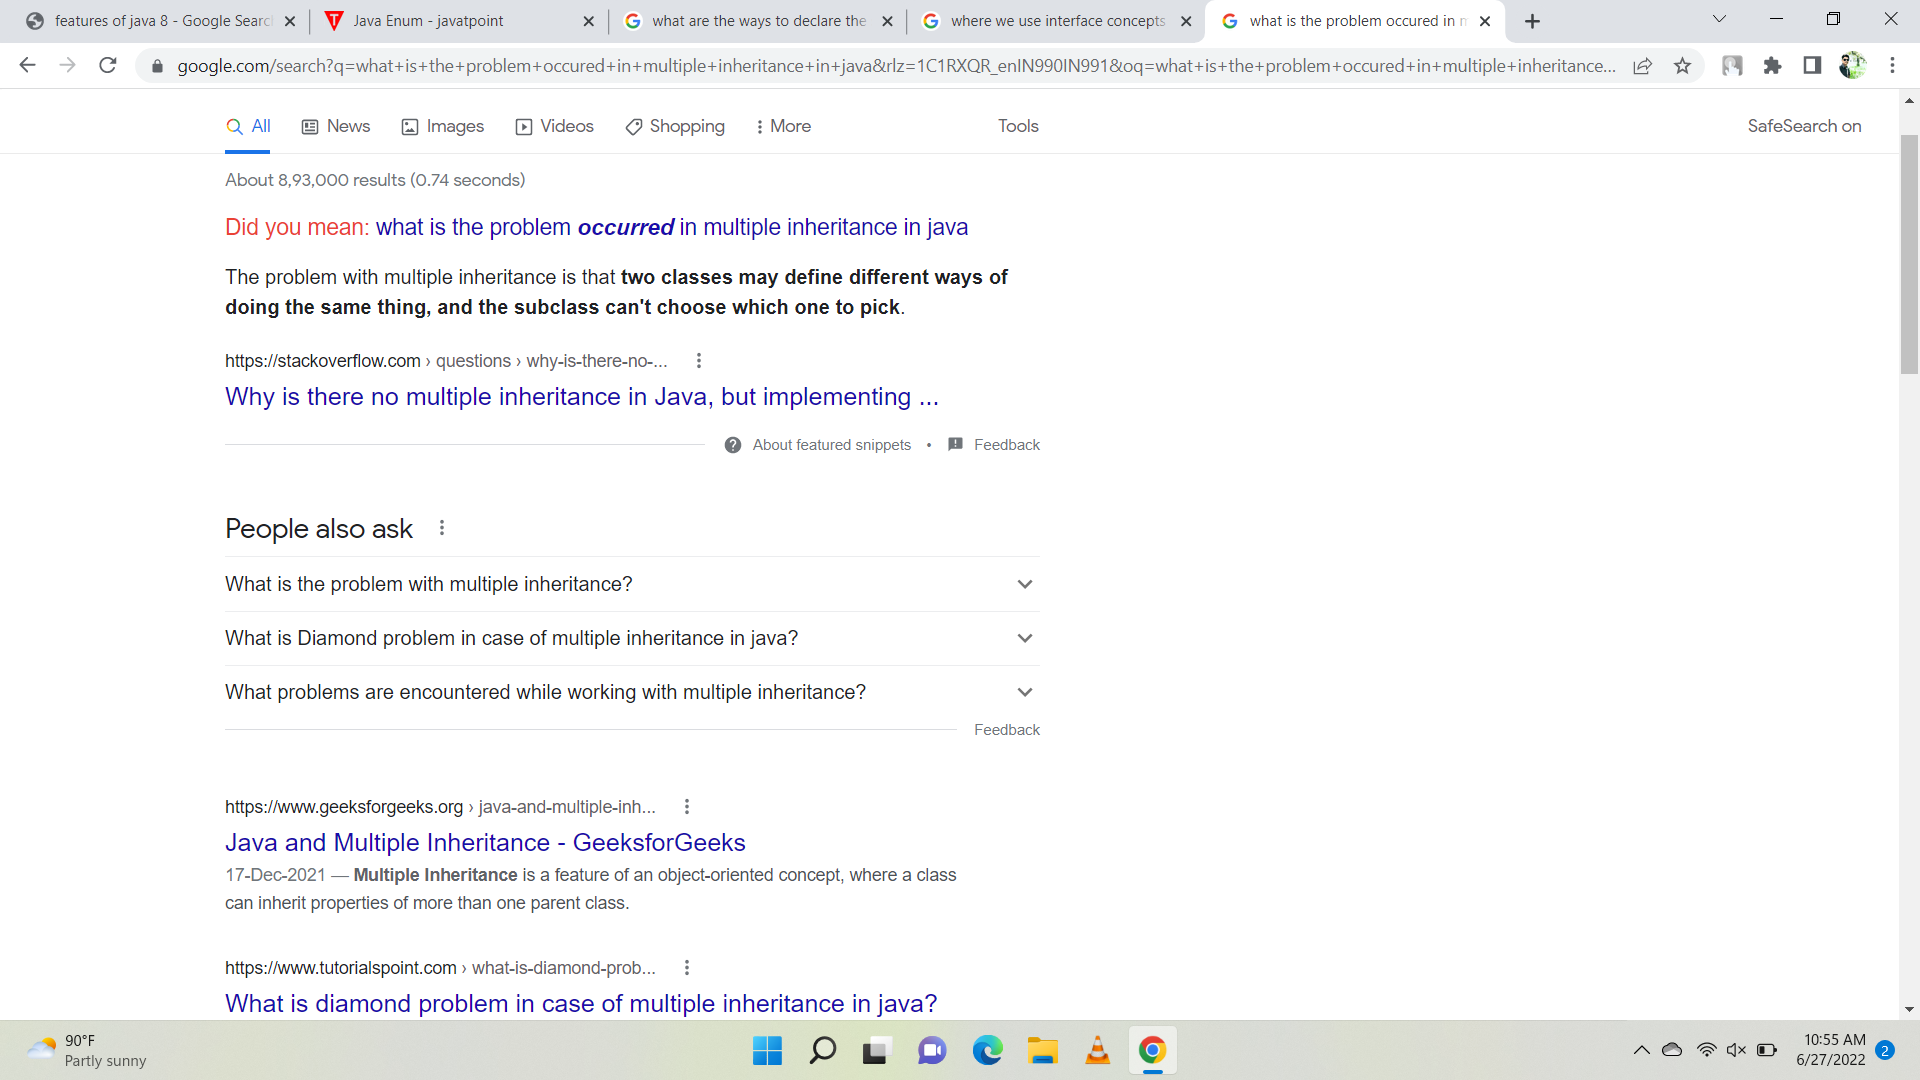 features of java 8 - Google Searc
Java Enum - javatpoint
what are the ways to declare the
where we use interface concepts
what is the problem occured in m
google.com/search?q=what+is+the+problem+occured+in+multiple+inheritance+in+java&rlz=1C1RXQR_enIN990IN991&oq=what+is+the+problem+occured+in+multiple+inheritance...
All
News
Images
Videos
Shopping
More
Tools
SafeSearch on
About 8,93,000 results (0.74 seconds)
Did you mean: what is the problem occurred in multiple inheritance in java
The problem with multiple inheritance is that two classes may define different ways of
doing the same thing, and the subclass can't choose which one to pick.
https://stackoverflow.com › questions › why-is-there-no-...
Why is there no multiple inheritance in Java, but implementing ...
About featured snippets • Feedback
People also ask
What is the problem with multiple inheritance?
What is Diamond problem in case of multiple inheritance in java?
What problems are encountered while working with multiple inheritance?
Feedback
https://www.geeksforgeeks.org › java-and-multiple-inh...
Java and Multiple Inheritance - GeeksforGeeks
17-Dec-2021 — Multiple Inheritance is a feature of an object-oriented concept, where a class
can inherit properties of more than one parent class.
https://www.tutorialspoint.com › what-is-diamond-prob...
What is diamond problem in case of multiple inheritance in java?
90°F
Partly sunny
10:55 AM
6/27/2022
2